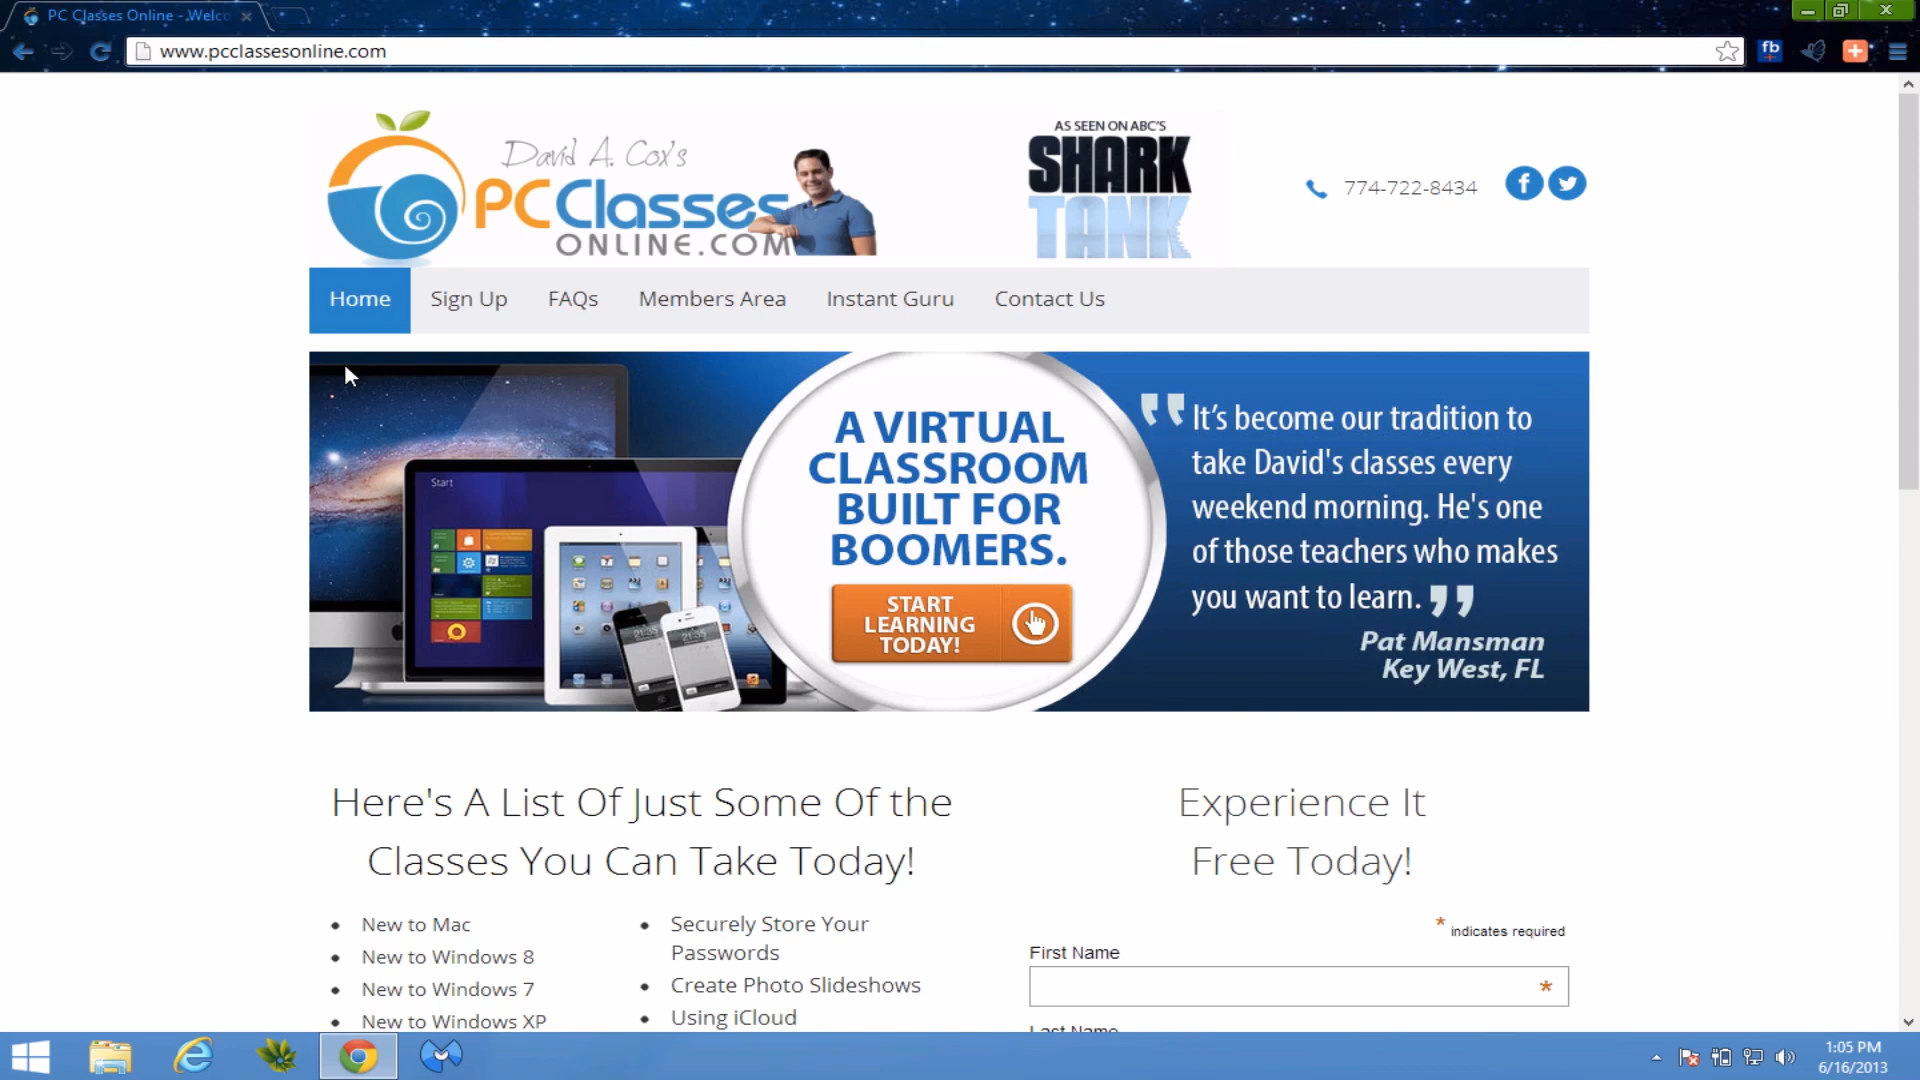 PC Classes Online - Welco
www.pcclassesonline.com
fb
David A. Cox's
PC Classes
ONLINE.COM
AS SEEN ON ABC'S
SHARK
TANK
774-722-8434
Home
Sign Up
FAQs
Members Area
Instant Guru
Contact Us
Start
A VIRTUAL
CLASSROOM
BUILT FOR
BOOMERS.
START
LEARNING
TODAY!
"It's become our tradition to
take David's classes every
weekend morning. He's one
of those teachers who makes
you want to learn."
Pat Mansman
Key West, FL
Here's A List Of Just Some Of the
Classes You Can Take Today!
• New to Mac
• New to Windows 8
• New to Windows 7
• New to Windows XP
• Securely Store Your
Passwords
• Create Photo Slideshows
• Using iCloud
Experience It
Free Today!
* indicates required
First Name
*
Last Name
1:05 PM
6/16/2013